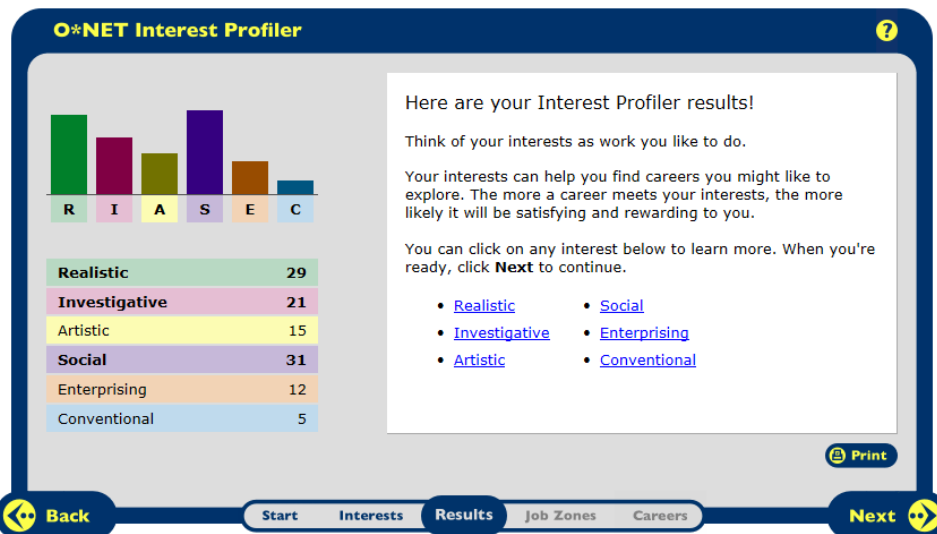 O*NET Interest Profiler
?
R I A S E C
Realistic 29
Investigative 21
Artistic 15
Social 31
Enterprising 12
Conventional 5
Here are your Interest Profiler results!
Think of your interests as work you like to do.
Your interests can help you find careers you might like to
explore. The more a career meets your interests, the more
likely it will be satisfying and rewarding to you.
You can click on any interest below to learn more. When you're
ready, click Next to continue.
• Realistic • Social
• Investigative • Enterprising
• Artistic • Conventional
Print
Back Start Interests Results Job Zones Careers Next